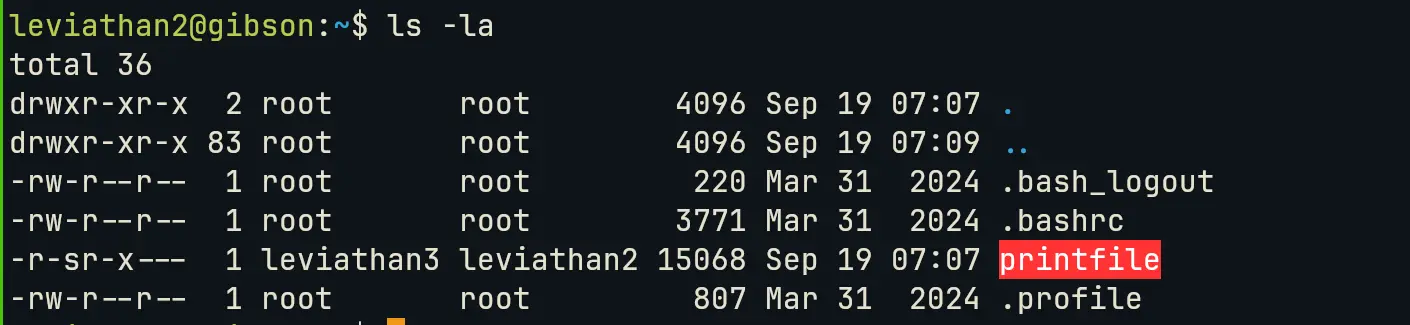 leviathan2@gibson:~$ ls -la
total 36
drwxr-xr-x  2 root       root        4096 Sep 19 07:07 .
drwxr-xr-x 83 root       root        4096 Sep 19 07:09 ..
-rw-r--r--  1 root       root         220 Mar 31  2024 .bash_logout
-rw-r--r--  1 root       root        3771 Mar 31  2024 .bashrc
-r-sr-x---  1 leviathan3 leviathan2 15068 Sep 19 07:07 printfile
-rw-r--r--  1 root       root         807 Mar 31  2024 .profile